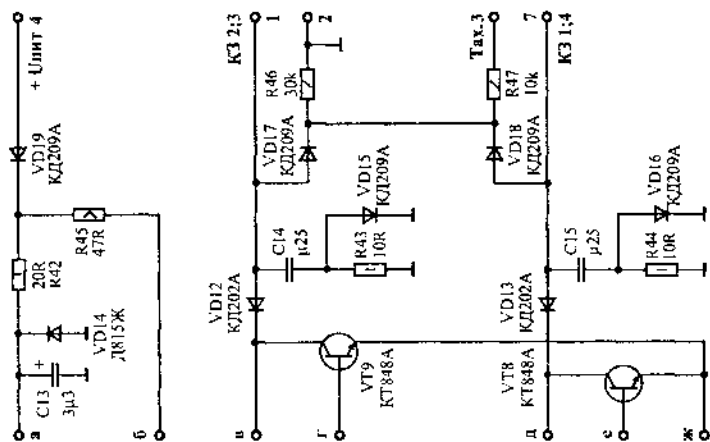 + Uпит 4
VD19
КД209А
R45
47R
20R
R42
VD14
Д815Ж
C13
3µ3
+
а
б
КЗ 2;3
1
2
R46
30k
VD17
КД209А
VD15
КД209А
C14
µ25
R43
10R
VD12
КД202А
VT9
КТ848А
в
г
Тах.3
7
КЗ 1;4
R47
10k
VD18
КД209А
VD16
КД209А
C15
µ25
R44
10R
VD13
КД202А
VT8
КТ848А
д
е
ж